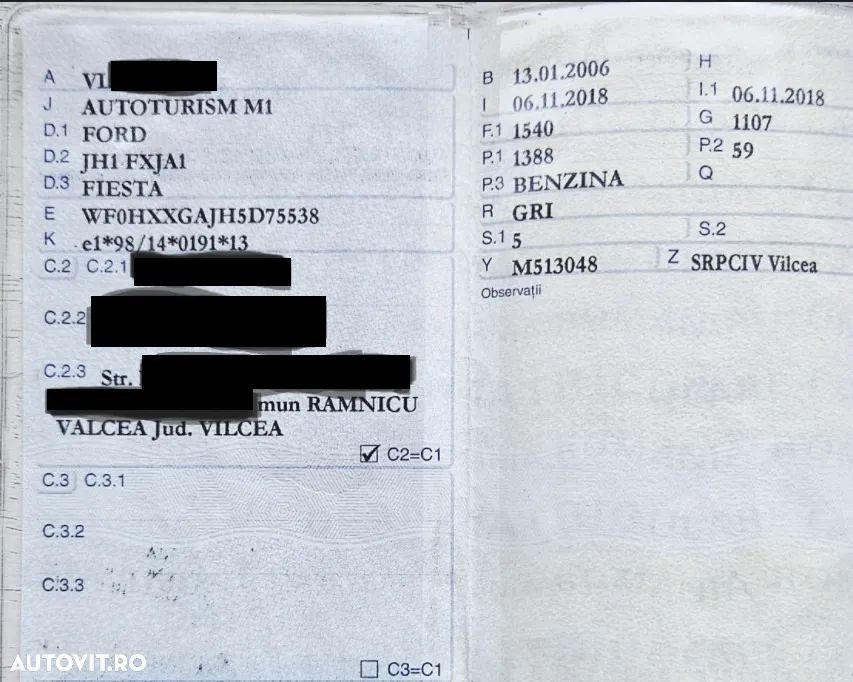 A VI
J AUTOTURISM M1
D.1 FORD
D.2 JH1 FXJA1
D.3 FIESTA
E WF0HXXGAJH5D75538
K e1*98/14*0191*13
C.2 C.2.1
C.2.2
C.2.3 Str.
mun RAMNICU
VALCEA Jud. VILCEA
C2=C1
C.3 C.3.1
C.3.2
C.3.3
C3=C1
B 13.01.2006 H
I 06.11.2018 I.1 06.11.2018
F.1 1540 G 1107
P.1 1388 P.2 59
P.3 BENZINA Q
R GRI
S.1 5 S.2
Y M513048 Z SRPCIV Vilcea
Observații
AUTOVIT.RO